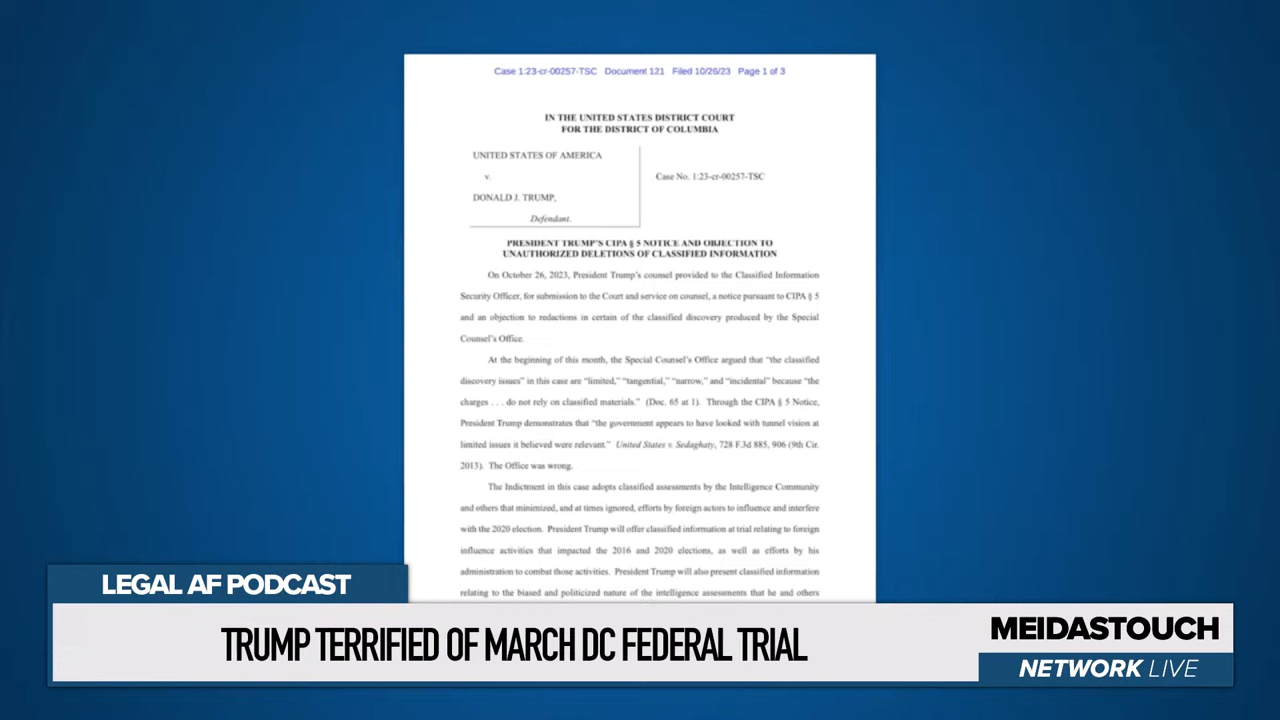 Case 1:23-cr-00257-TSC Document 121 Filed 10/26/23 Page 1 of 3
IN THE UNITED STATES DISTRICT COURT
FOR THE DISTRICT OF COLUMBIA
UNITED STATES OF AMERICA
v.
Case No. 1:23-cr-00257-TSC
DONALD J. TRUMP,
Defendant.
PRESIDENT TRUMP'S CIPA § 5 NOTICE AND OBJECTION TO
UNAUTHORIZED DELETIONS OF CLASSIFIED INFORMATION
On October 26, 2023, President Trump's counsel provided to the Classified Information
Security Officer, for submission to the Court and service on counsel, a notice pursuant to CIPA § 5
and an objection to redactions in certain of the classified discovery produced by the Special
Counsel's Office.
At the beginning of this month, the Special Counsel's Office argued that "the classified
discovery issues" in this case are "limited," "tangential," "narrow," and "incidental" because "the
charges . . . do not rely on classified materials." (Doc. 65 at 1). Through the CIPA § 5 Notice,
President Trump demonstrates that "the government appears to have looked with tunnel vision at
limited issues it believed were relevant." United States v. Sedaghaty, 728 F.3d 885, 906 (9th Cir.
2013). The Office was wrong.
The Indictment in this case adopts classified assessments by the Intelligence Community
and others that minimized, and at times ignored, efforts by foreign actors to influence and interfere
with the 2020 election. President Trump will offer classified information at trial relating to foreign
influence activities that impacted the 2016 and 2020 elections, as well as efforts by his
administration to combat those activities. President Trump will also present classified information
relating to the biased and politicized nature of the intelligence assessments that he and others
LEGAL AF PODCAST
TRUMP TERRIFIED OF MARCH DC FEDERAL TRIAL
MEIDASTOUCH
NETWORK LIVE